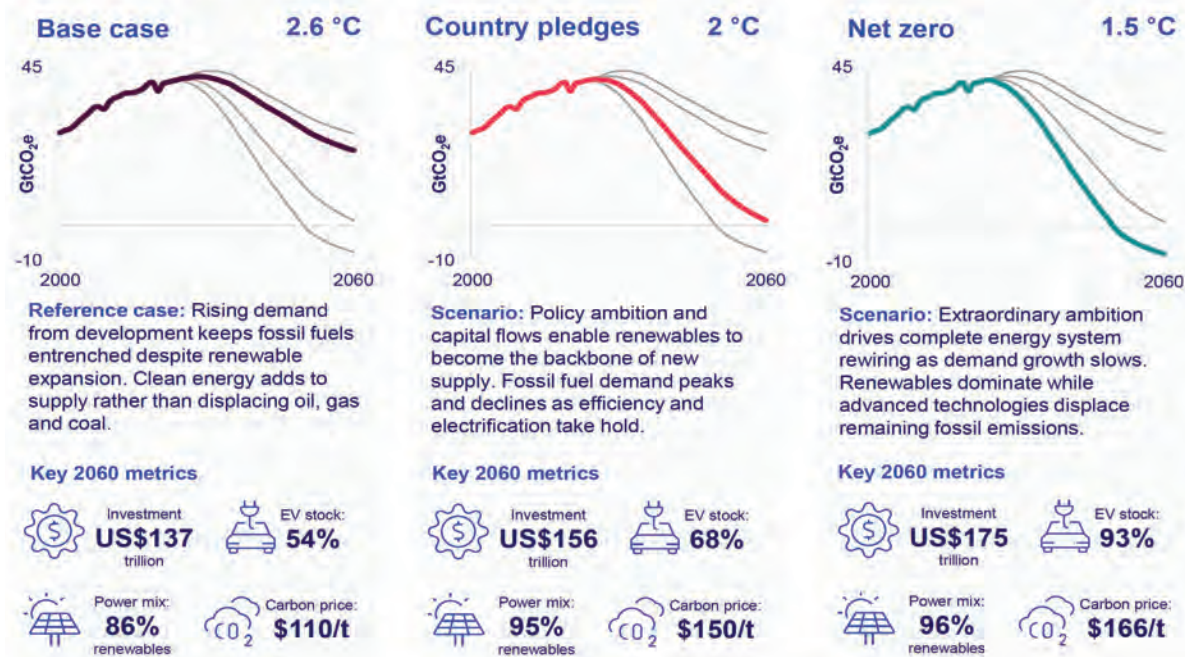 Base case 2.6 °C
45
GtCO₂e
-10
2000 2060
Reference case: Rising demand
from development keeps fossil fuels
entrenched despite renewable
expansion. Clean energy adds to
supply rather than displacing oil, gas
and coal.
Key 2060 metrics
$
Investment
US$137
trillion
EV stock:
54%
Power mix:
86%
renewables
CO₂
Carbon price:
$110/t
Country pledges 2 °C
45
GtCO₂e
-10
2000 2060
Scenario: Policy ambition and
capital flows enable renewables to
become the backbone of new
supply. Fossil fuel demand peaks
and declines as efficiency and
electrification take hold.
Key 2060 metrics
$
Investment
US$156
trillion
EV stock:
68%
Power mix:
95%
renewables
CO₂
Carbon price:
$150/t
Net zero 1.5 °C
45
GtCO₂e
-10
2000 2060
Scenario: Extraordinary ambition
drives complete energy system
rewiring as demand growth slows.
Renewables dominate while
advanced technologies displace
remaining fossil emissions.
Key 2060 metrics
$
Investment
US$175
trillion
EV stock:
93%
Power mix:
96%
renewables
CO₂
Carbon price:
$166/t